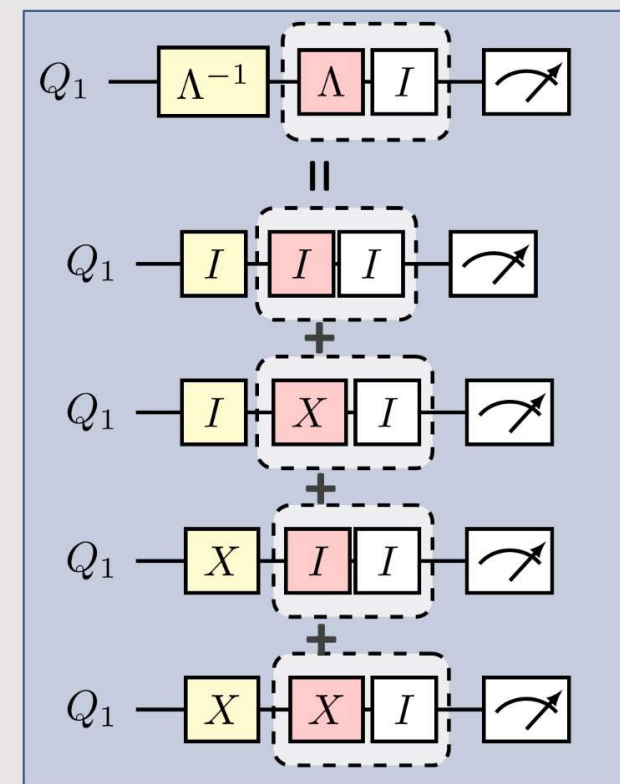 Q₁ Λ⁻¹ Λ I
=
Q₁ I I I
+
Q₁ I X I
+
Q₁ X I I
+
Q₁ X X I